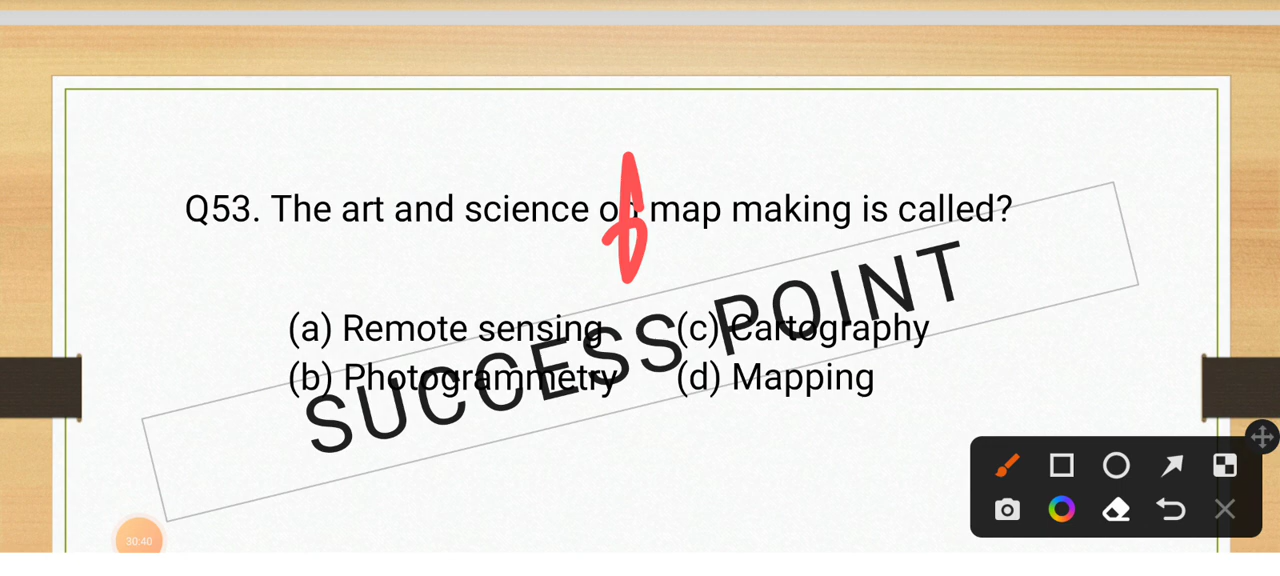 Q53. The art and science of map making is called?
(a) Remote sensing
(c) Cartography
(b) Photogrammetry
(d) Mapping
SUCCESS POINT
30:40